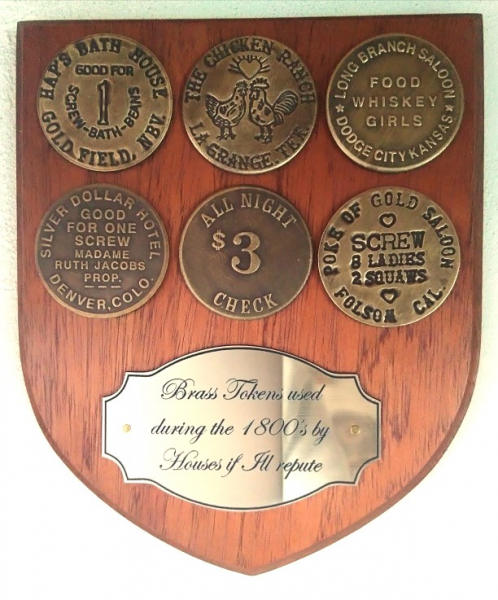 HAP'S BATH HOUSE
GOOD FOR
1
SCREW-BATH-BEANS
GOLD FIELD, NEV.
THE CHICKEN RANCH
LA GRANGE, TEX.
LONG BRANCH SALOON
FOOD
WHISKEY
GIRLS
DODGE CITY KANSAS
SILVER DOLLAR HOTEL
GOOD
FOR ONE
SCREW
MADAME
RUTH JACOBS
PROP.
DENVER, COLO.
ALL NIGHT
$3
CHECK
POKE OF GOLD SALOON
SCREW
8 LADIES
2 SQUAWS
FOLSOM CAL.
Brass Tokens used
during the 1800's by
Houses if Ill repute